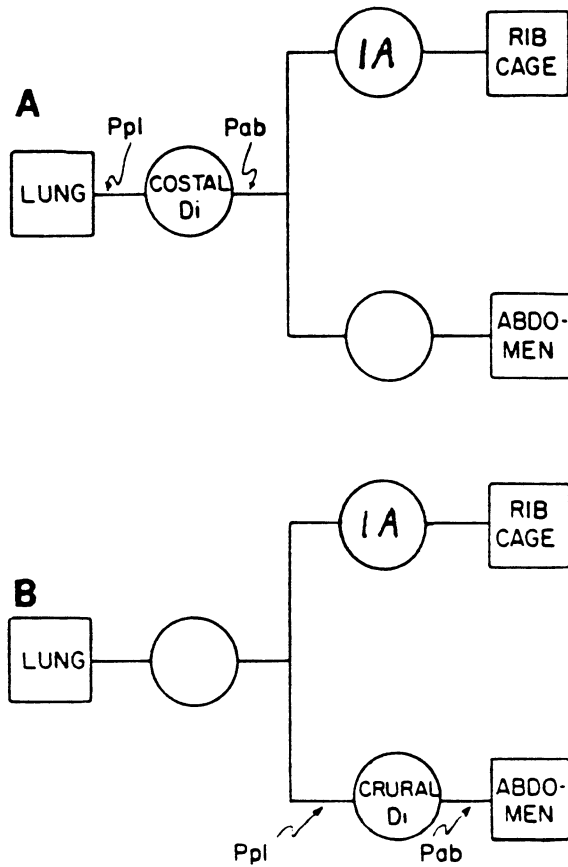 A
LUNG
Ppl
COSTAL
Di
Pab
IA
RIB
CAGE
ABDO-
MEN
B
LUNG
IA
RIB
CAGE
CRURAL
Di
ABDO-
MEN
Ppl
Pab